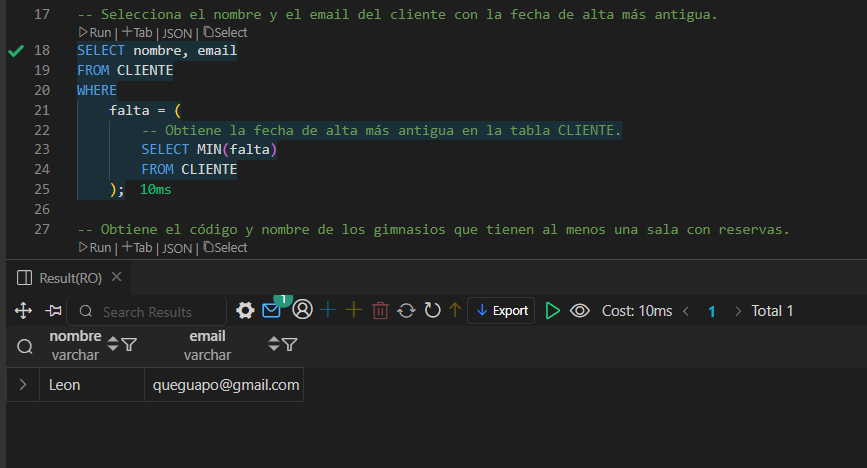 17 -- Selecciona el nombre y el email del cliente con la fecha de alta más antigua.
Run | Tab | JSON | Select
18 SELECT nombre, email
19 FROM CLIENTE
20 WHERE
21 falta = (
22 -- Obtiene la fecha de alta más antigua en la tabla CLIENTE.
23 SELECT MIN(falta)
24 FROM CLIENTE
25 ); 10ms
26
27 -- Obtiene el código y nombre de los gimnasios que tienen al menos una sala con reservas.
Run | Tab | JSON | Select
Result(RO)
Search Results 1 Export Cost: 10ms < 1 > Total 1
nombre email
varchar varchar
Leon queguapo@gmail.com